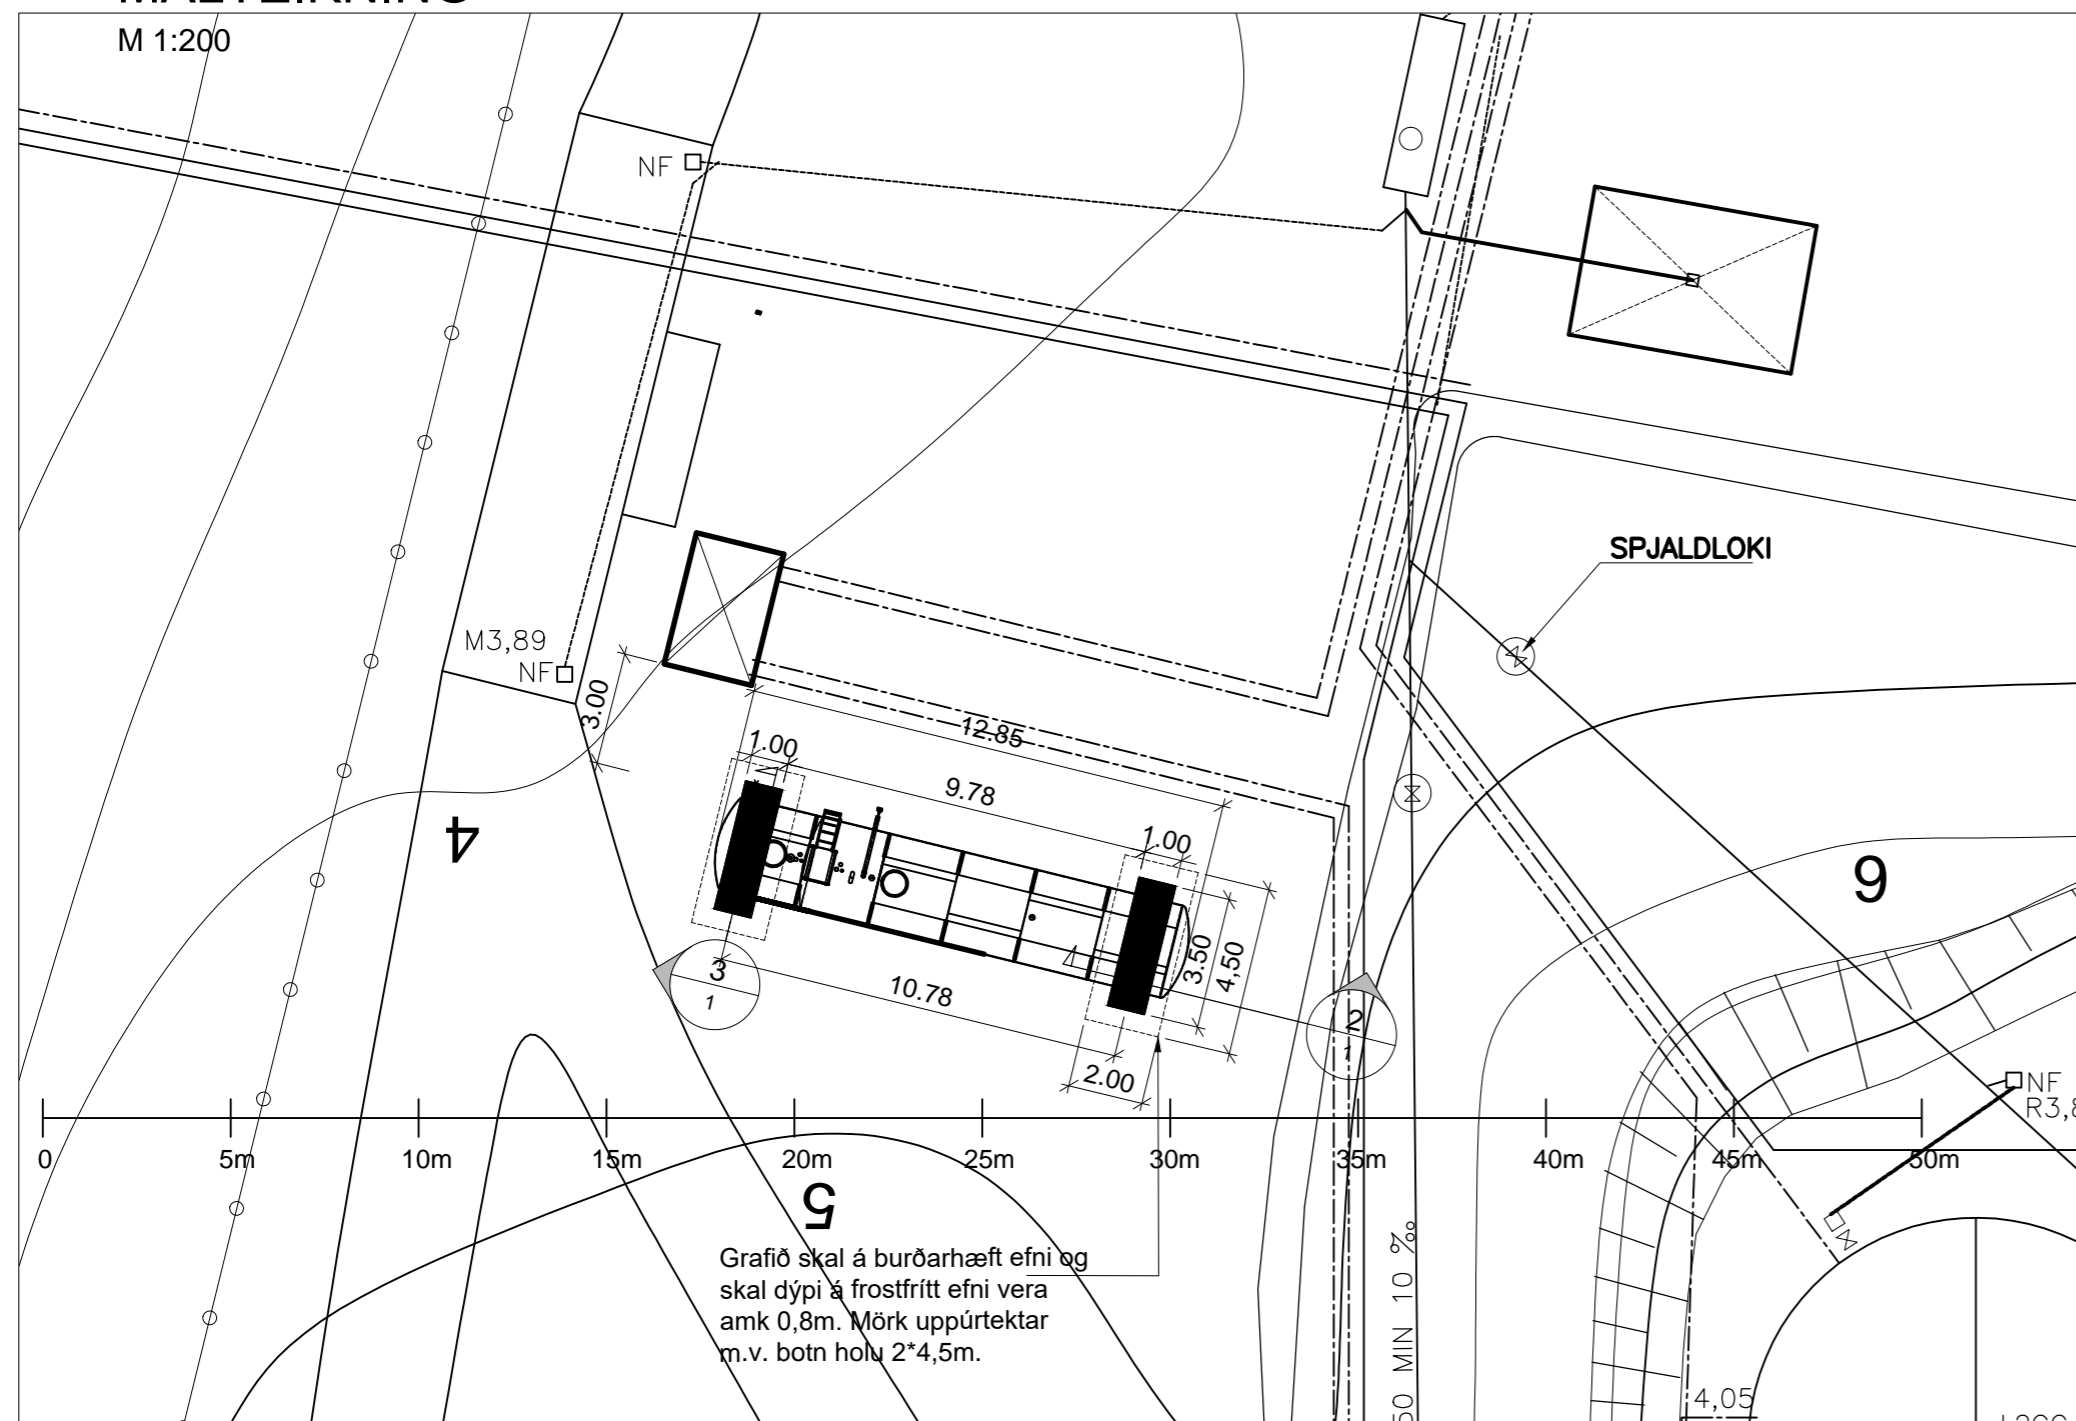 M 1:200
NF
SPJALDLOKI
M3,89
NF
3.00
12.85
1.00
9.78
1.00
4
6
3.50
4,50
3
1
10.78
2
1
2.00
NF
0
5m
10m
15m
20m
25m
30m
35m
40m
45m
50m
5
Grafið skal á burðarhæft efni og
skal dýpi á frostfrítt efni vera
amk 0,8m. Mörk uppúrtektar
m.v. botn holu 2*4,5m.
50 MIN 10 ‰
4,05